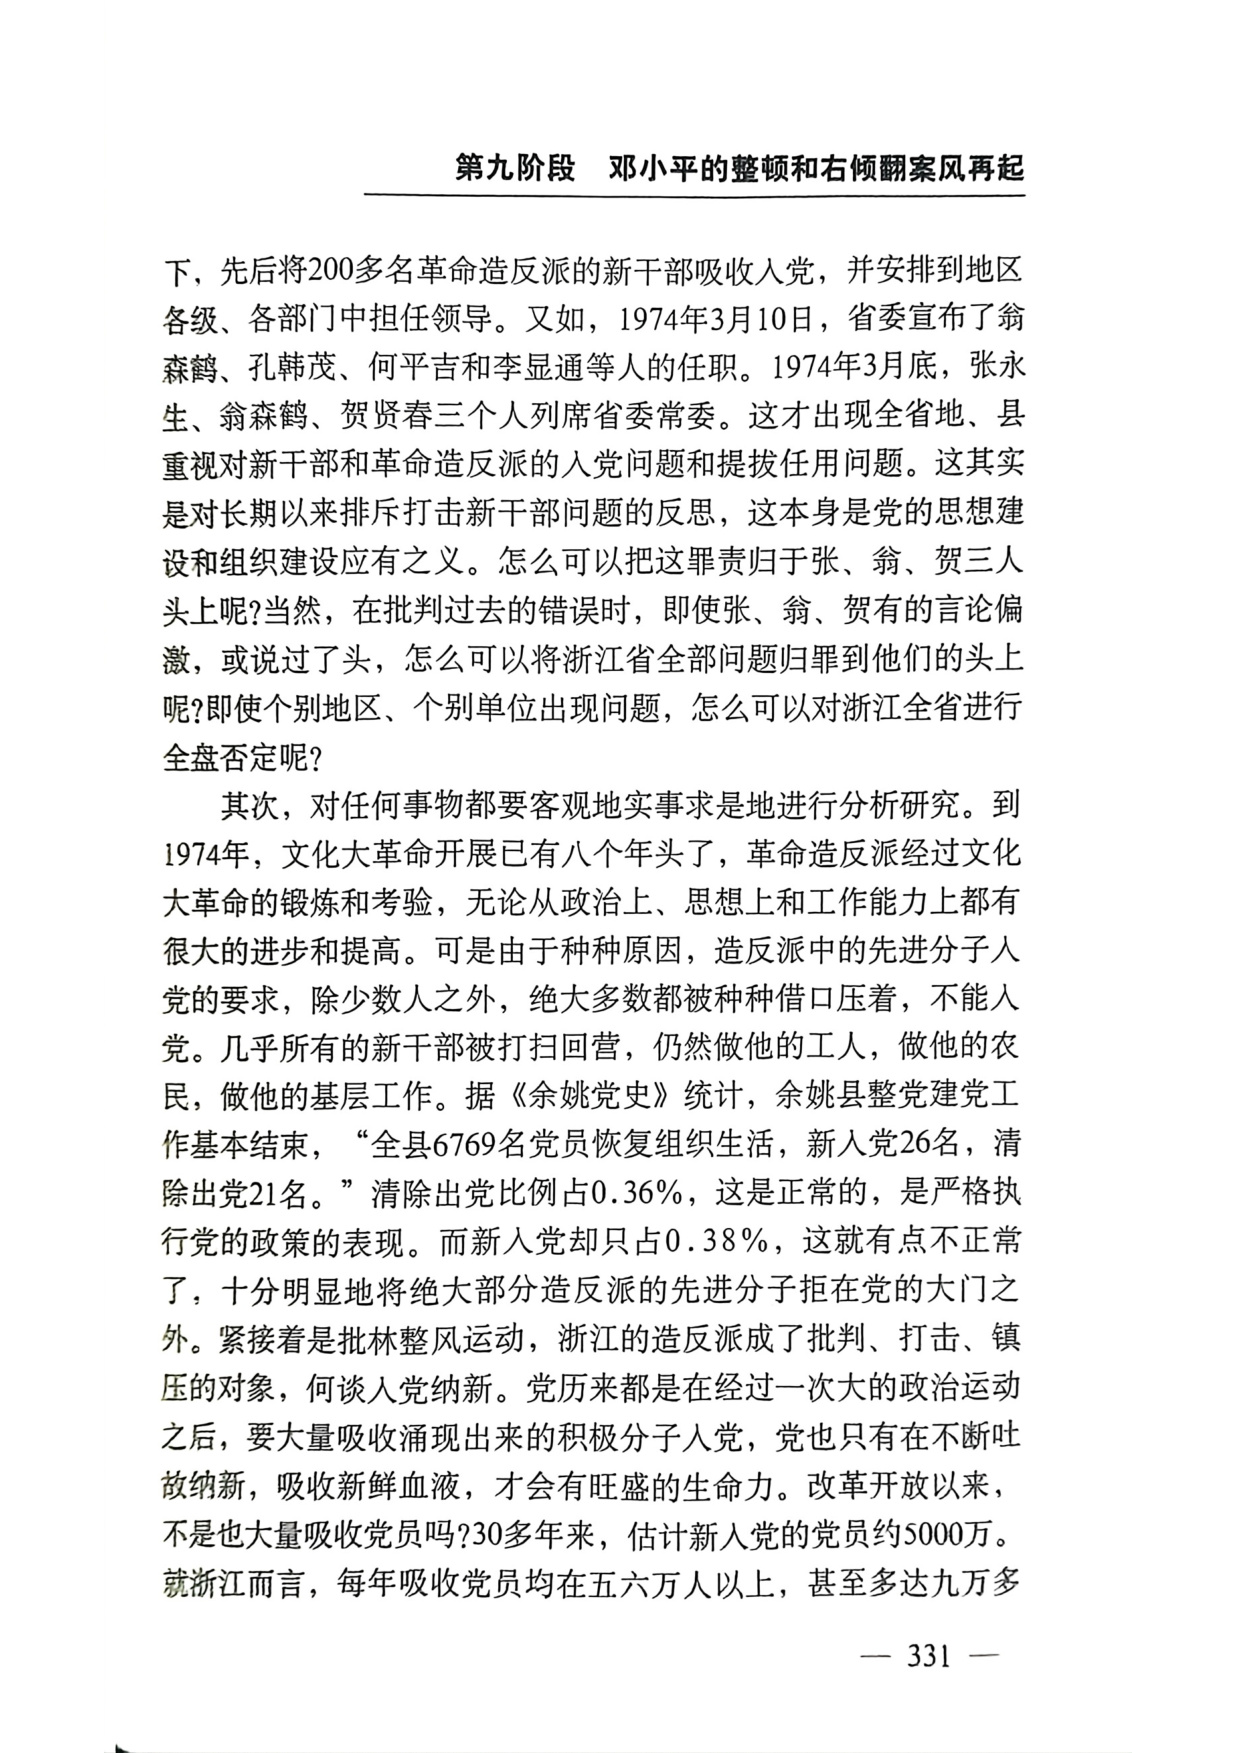 第九阶段　邓小平的整顿和右倾翻案风再起
下，先后将200多名革命造反派的新干部吸收入党，并安排到地区
各级、各部门中担任领导。又如，1974年3月10日，省委宣布了翁
森鹤、孔韩茂、何平吉和李显通等人的任职。1974年3月底，张永
生、翁森鹤、贺贤春三个人列席省委常委。这才出现全省地、县
重视对新干部和革命造反派的入党问题和提拔任用问题。这其实
是对长期以来排斥打击新干部问题的反思，这本身是党的思想建
设和组织建设应有之义。怎么可以把这罪责归于张、翁、贺三人
头上呢?当然，在批判过去的错误时，即使张、翁、贺有的言论偏
激，或说过了头，怎么可以将浙江省全部问题归罪到他们的头上
呢?即使个别地区、个别单位出现问题，怎么可以对浙江全省进行
全盘否定呢?
其次，对任何事物都要客观地实事求是地进行分析研究。到
1974年，文化大革命开展已有八个年头了，革命造反派经过文化
大革命的锻炼和考验，无论从政治上、思想上和工作能力上都有
很大的进步和提高。可是由于种种原因，造反派中的先进分子入
党的要求，除少数人之外，绝大多数都被种种借口压着，不能入
党。几乎所有的新干部被打扫回营，仍然做他的工人，做他的农
民，做他的基层工作。据《余姚党史》统计，余姚县整党建党工
作基本结束，“全县6769名党员恢复组织生活，新入党26名，清
除出党21名。”清除出党比例占0.36%，这是正常的，是严格执
行党的政策的表现。而新入党却只占0.38%，这就有点不正常
了，十分明显地将绝大部分造反派的先进分子拒在党的大门之
外。紧接着是批林整风运动，浙江的造反派成了批判、打击、镇
压的对象，何谈入党纳新。党历来都是在经过一次大的政治运动
之后，要大量吸收涌现出来的积极分子入党，党也只有在不断吐
故纳新，吸收新鲜血液，才会有旺盛的生命力。改革开放以来，
不是也大量吸收党员吗?30多年来，估计新入党的党员约5000万。
就浙江而言，每年吸收党员均在五六万人以上，甚至多达九万多
— 331 —